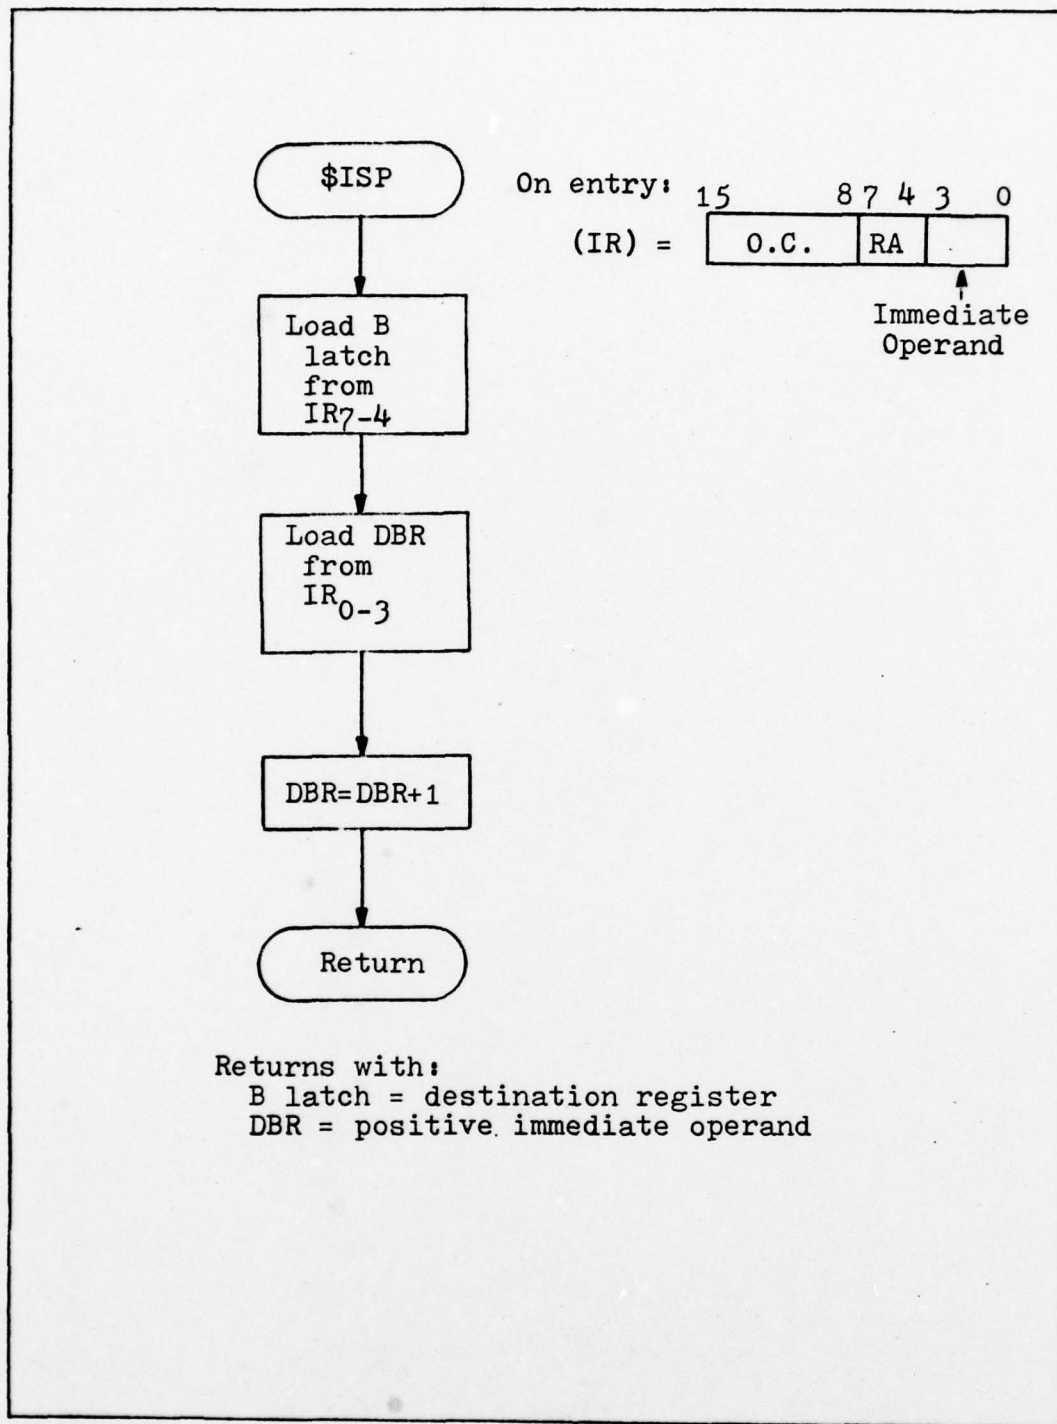 $ISP
On entry:
15 8 7 4 3 0
(IR) = O.C. RA
Immediate
Operand
Load B
latch
from
IR7-4
Load DBR
from
IR0-3
DBR=DBR+1
Return
Returns with:
B latch = destination register
DBR = positive immediate operand